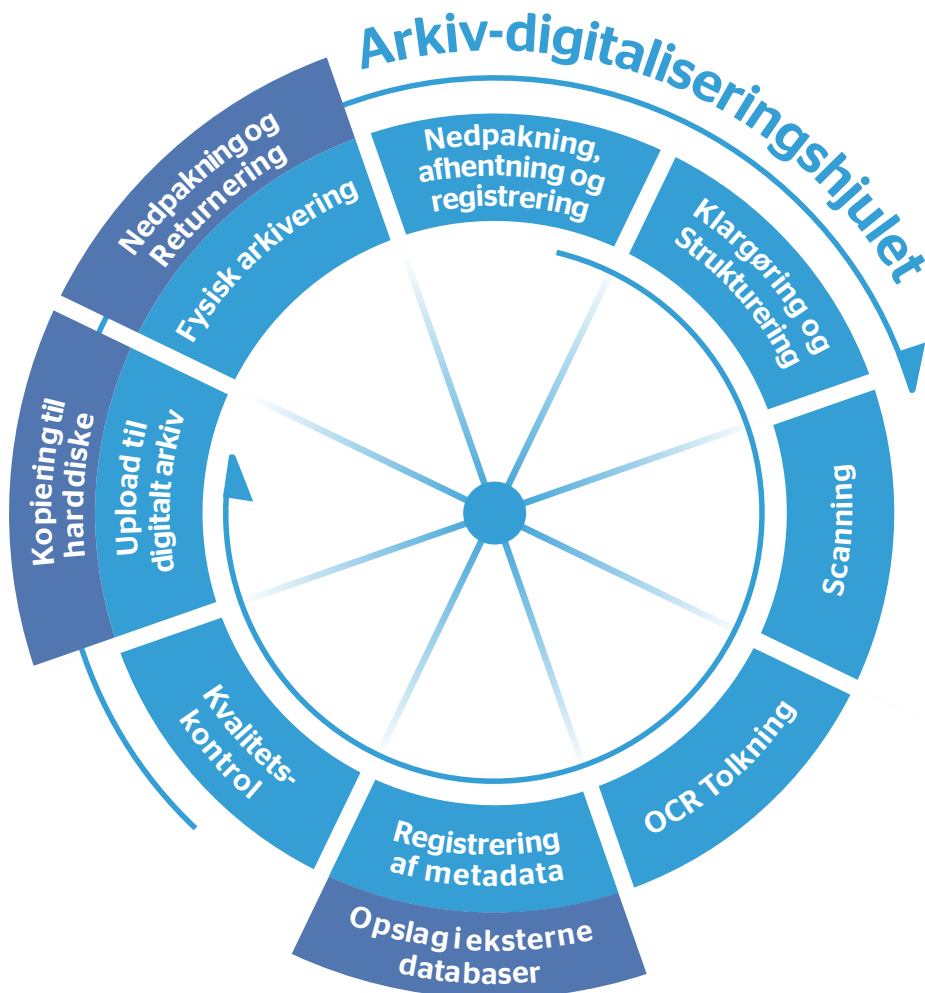 Arkiv-digitaliseringshjulet
Nedpakning,
afhentning og
registrering
Klargøring og
Strukturering
Scanning
OCR Tolkning
Registrering
af metadata
Opslag i eksterne
databaser
Kvalitets-
kontrol
Upload til
digitalt arkiv
Kopiering til
harddiske
Fysisk arkivering
Nedpakning og
Returnering